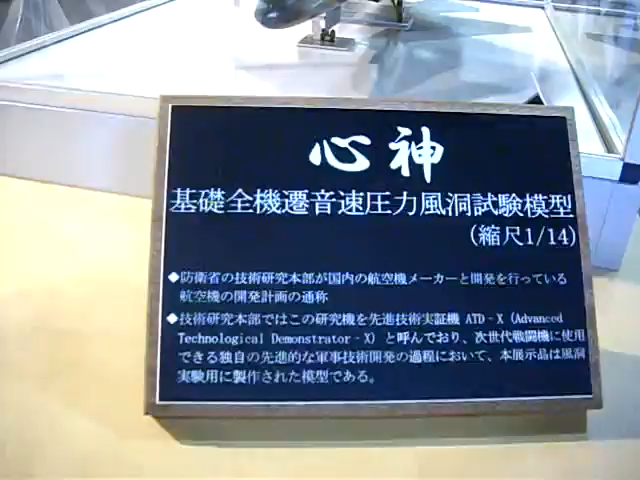 心神
基礎全機遷音速圧力風洞試験模型
(縮尺1/14)
◆防衛省の技術研究本部が国内の航空機メーカーと開発を行っている
航空機の開発計画の通称
◆技術研究本部ではこの研究機を先進技術実証機 ATD-X (Advanced
Technological Demonstrator-X) と呼んでおり、次世代戦闘機に使用
できる独自の先進的な軍事技術開発の過程において、本展示品は風洞
実験用に製作された模型である。